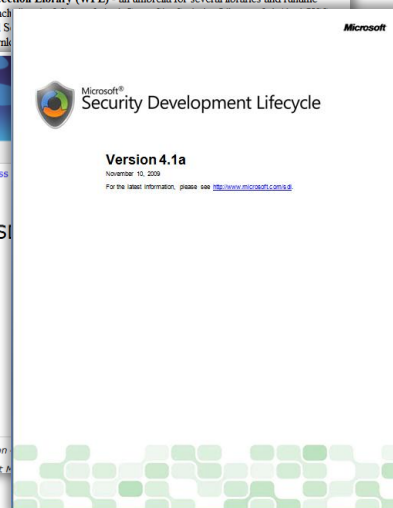 Microsoft
Microsoft®
Security Development Lifecycle
Version 4.1a
November 10, 2009
For the latest information, please see http://www.microsoft.com/sdl.